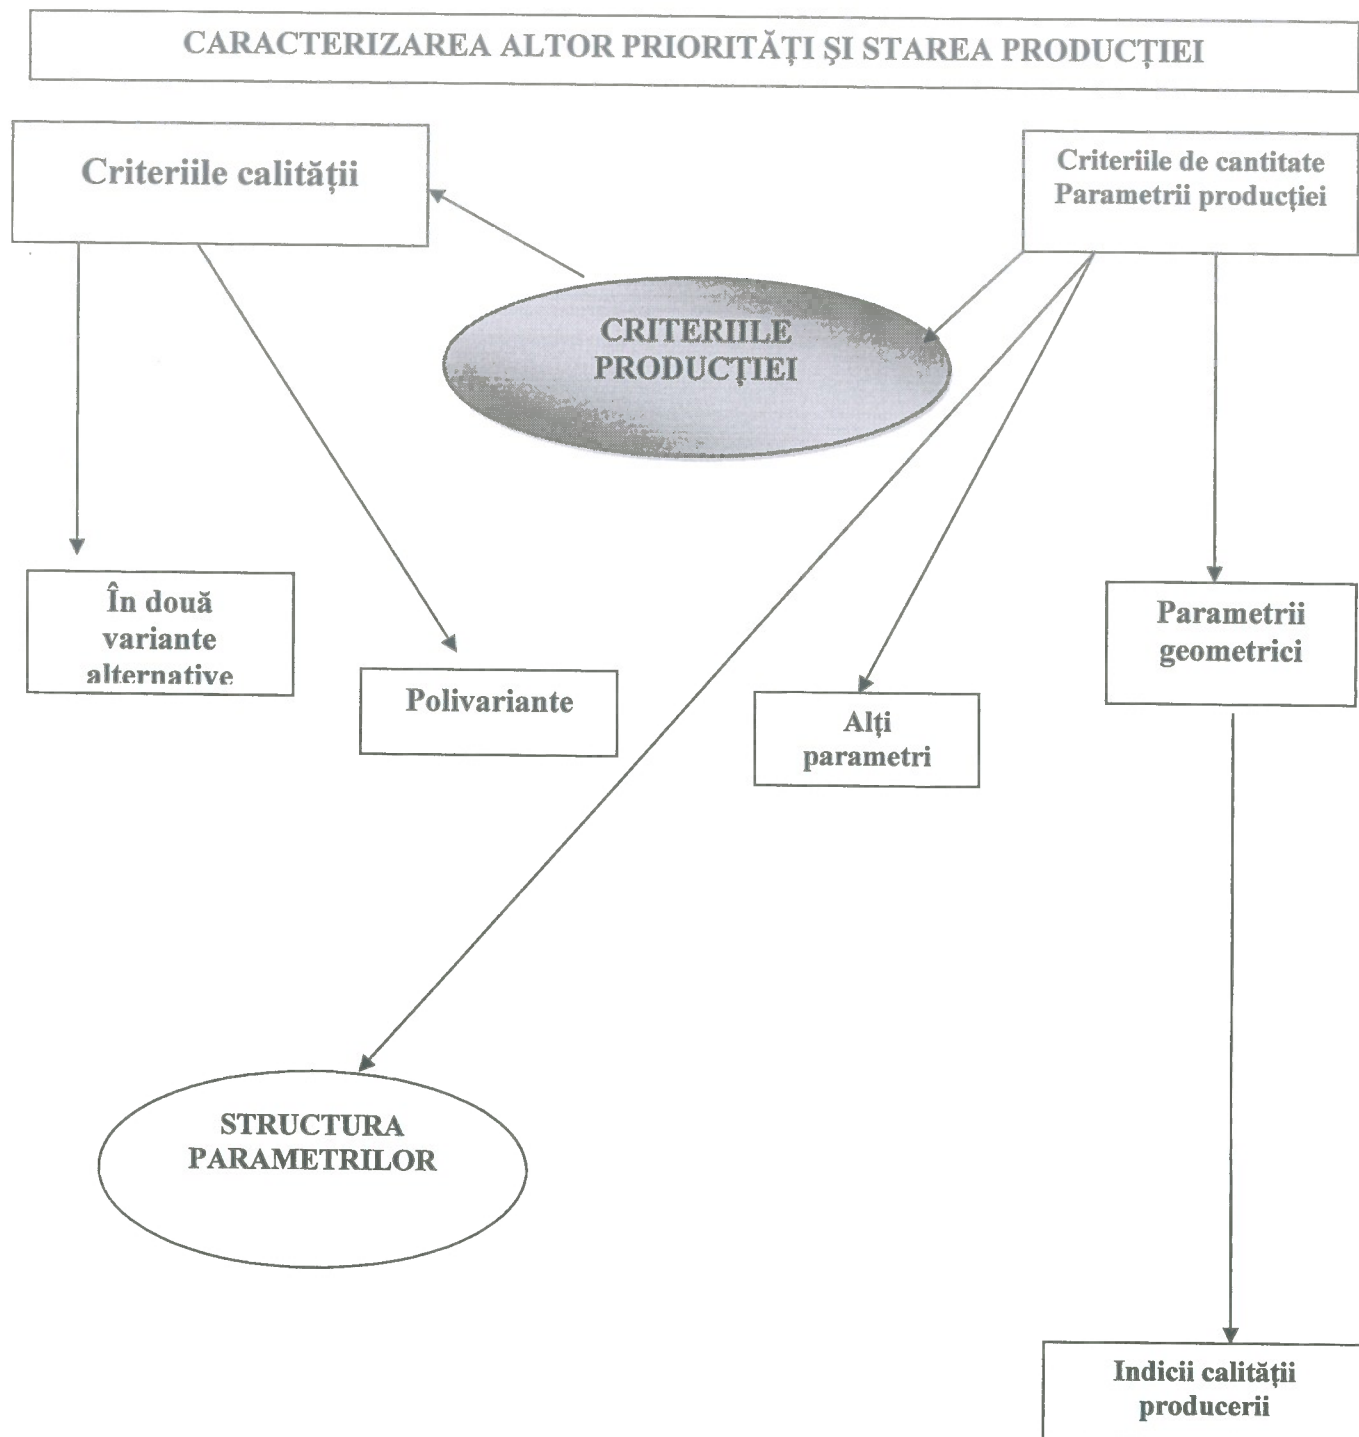 CARACTERIZAREA ALTOR PRIORITĂȚI ȘI STAREA PRODUCȚIEI
Criteriile calității
Criteriile de cantitate
Parametrii producției
CRITERIILE
PRODUCȚIEI
În două
variante
alternative
Polivariante
Alți
parametri
Parametrii
geometrici
STRUCTURA
PARAMETRILOR
Indicii calității
producerii